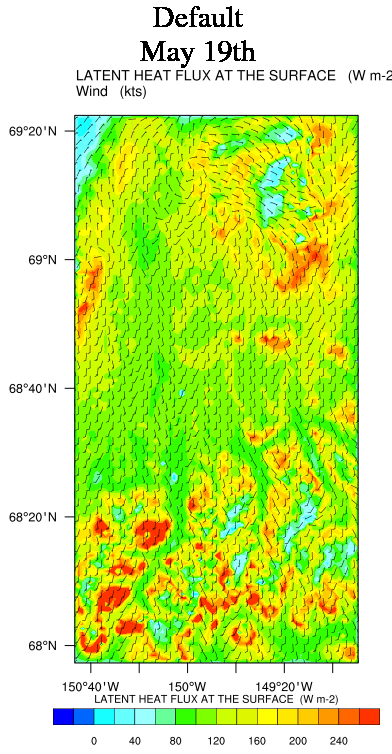 Default
May 19th
LATENT HEAT FLUX AT THE SURFACE (W m-2
Wind (kts)
69°20'N
69°N
68°40'N
68°20'N
68°N
150°40'W 150°W 149°20'W
LATENT HEAT FLUX AT THE SURFACE (W m-2)
0 40 80 120 160 200 240